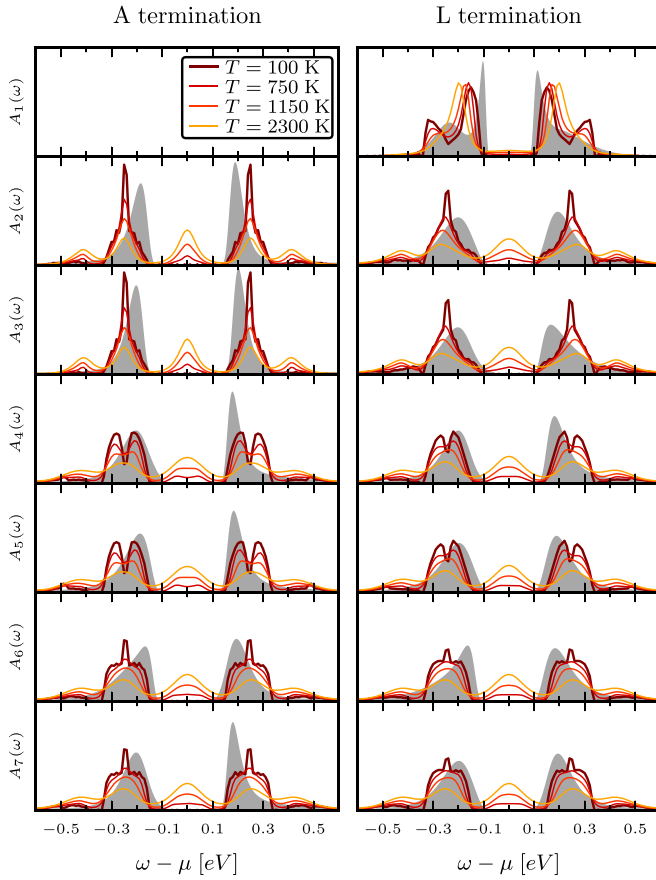 A termination L termination
A₁(ω)
T = 100 K
T = 750 K
T = 1150 K
T = 2300 K
A₂(ω)
A₃(ω)
A₄(ω)
A₅(ω)
A₆(ω)
A₇(ω)
−0.5 −0.3 −0.1 0.1 0.3 0.5 −0.5 −0.3 −0.1 0.1 0.3 0.5
ω − μ [eV] ω − μ [eV]